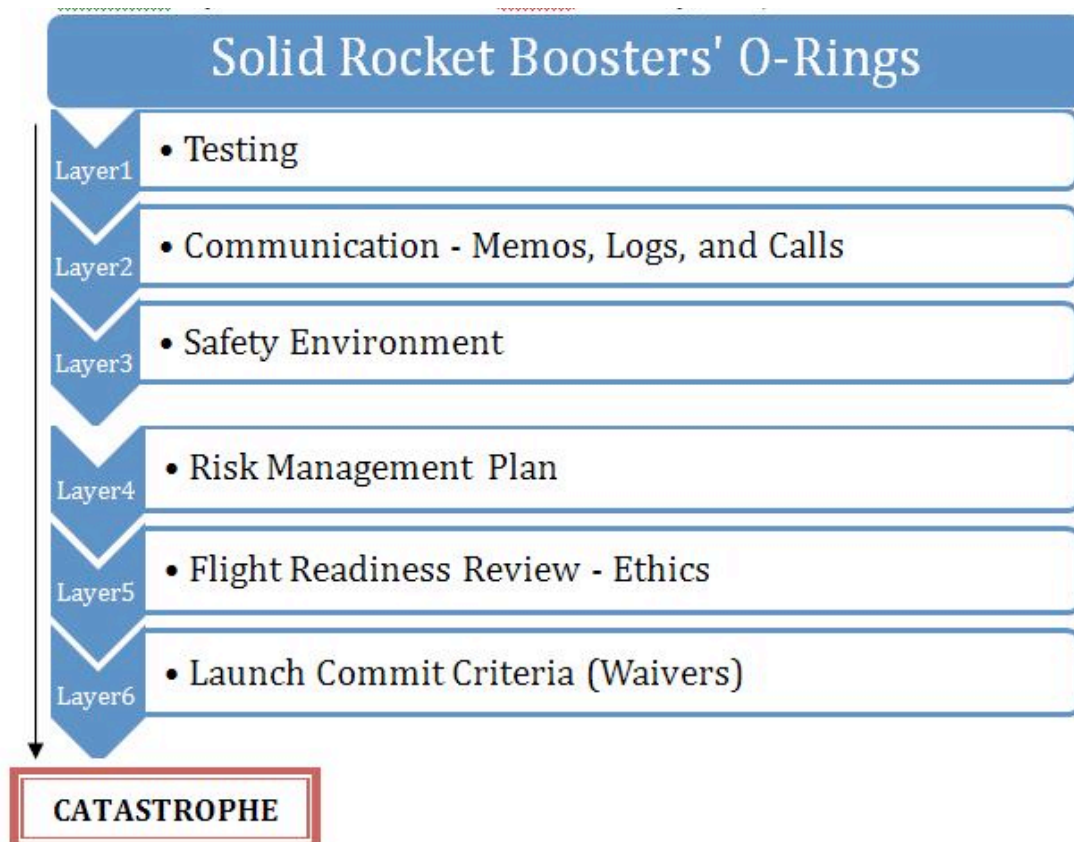 Solid Rocket Boosters' O-Rings
Layer1
• Testing
Layer2
• Communication - Memos, Logs, and Calls
Layer3
• Safety Environment
Layer4
• Risk Management Plan
Layer5
• Flight Readiness Review - Ethics
Layer6
• Launch Commit Criteria (Waivers)
CATASTROPHE